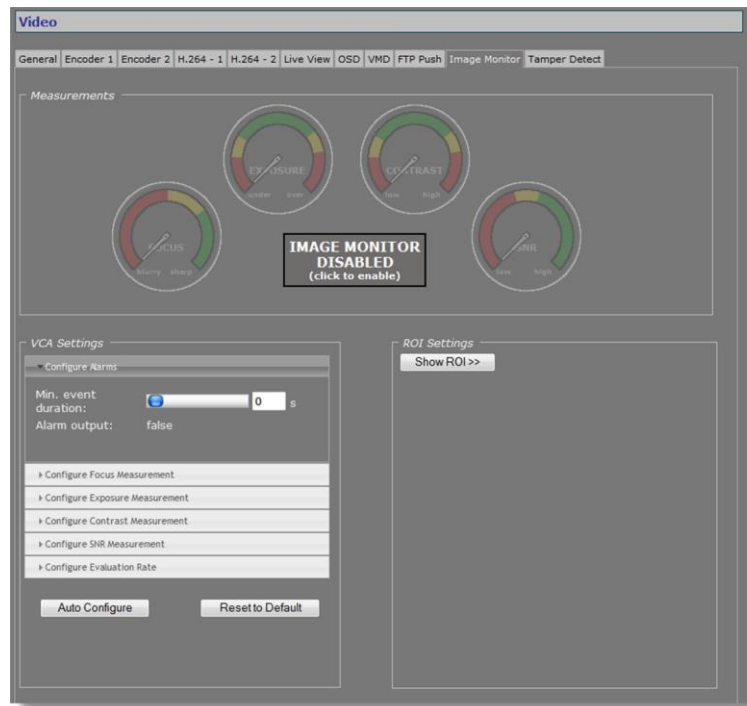 Video
General Encoder 1 Encoder 2 H.264 - 1 H.264 - 2 Live View OSD VMD FTP Push Image Monitor Tamper Detect
Measurements
EXPOSURE
under over
CONTRAST
low high
FOCUS
blurry sharp
SNR
low high
IMAGE MONITOR
DISABLED
(click to enable)
VCA Settings
Configure Alarms
Min. event
duration:
0 s
Alarm output: false
Configure Focus Measurement
Configure Exposure Measurement
Configure Contrast Measurement
Configure SNR Measurement
Configure Evaluation Rate
Auto Configure
Reset to Default
ROI Settings
Show ROI >>